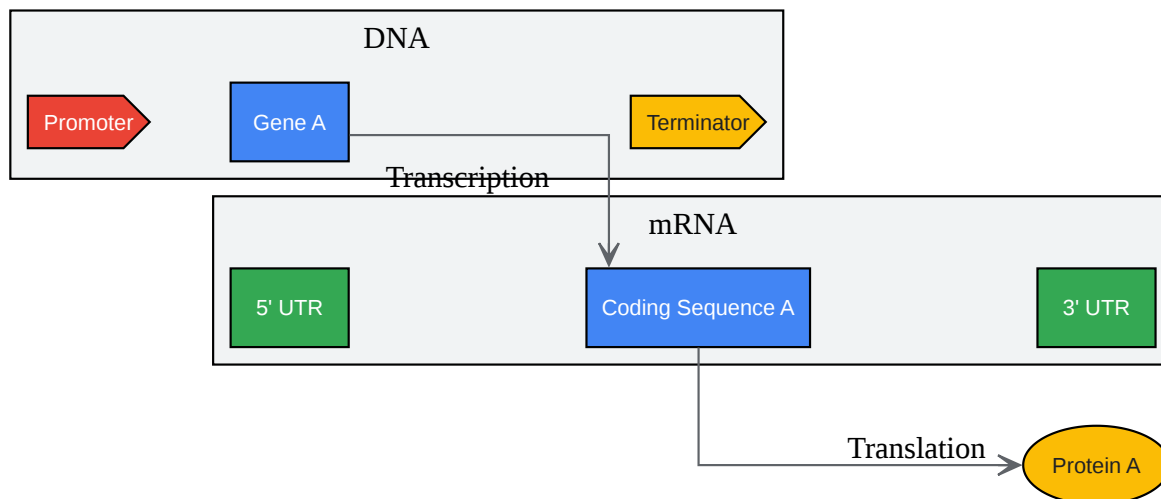 DNA
Promoter
Gene A
Terminator
Transcription
mRNA
5' UTR
Coding Sequence A
3' UTR
Translation
Protein A